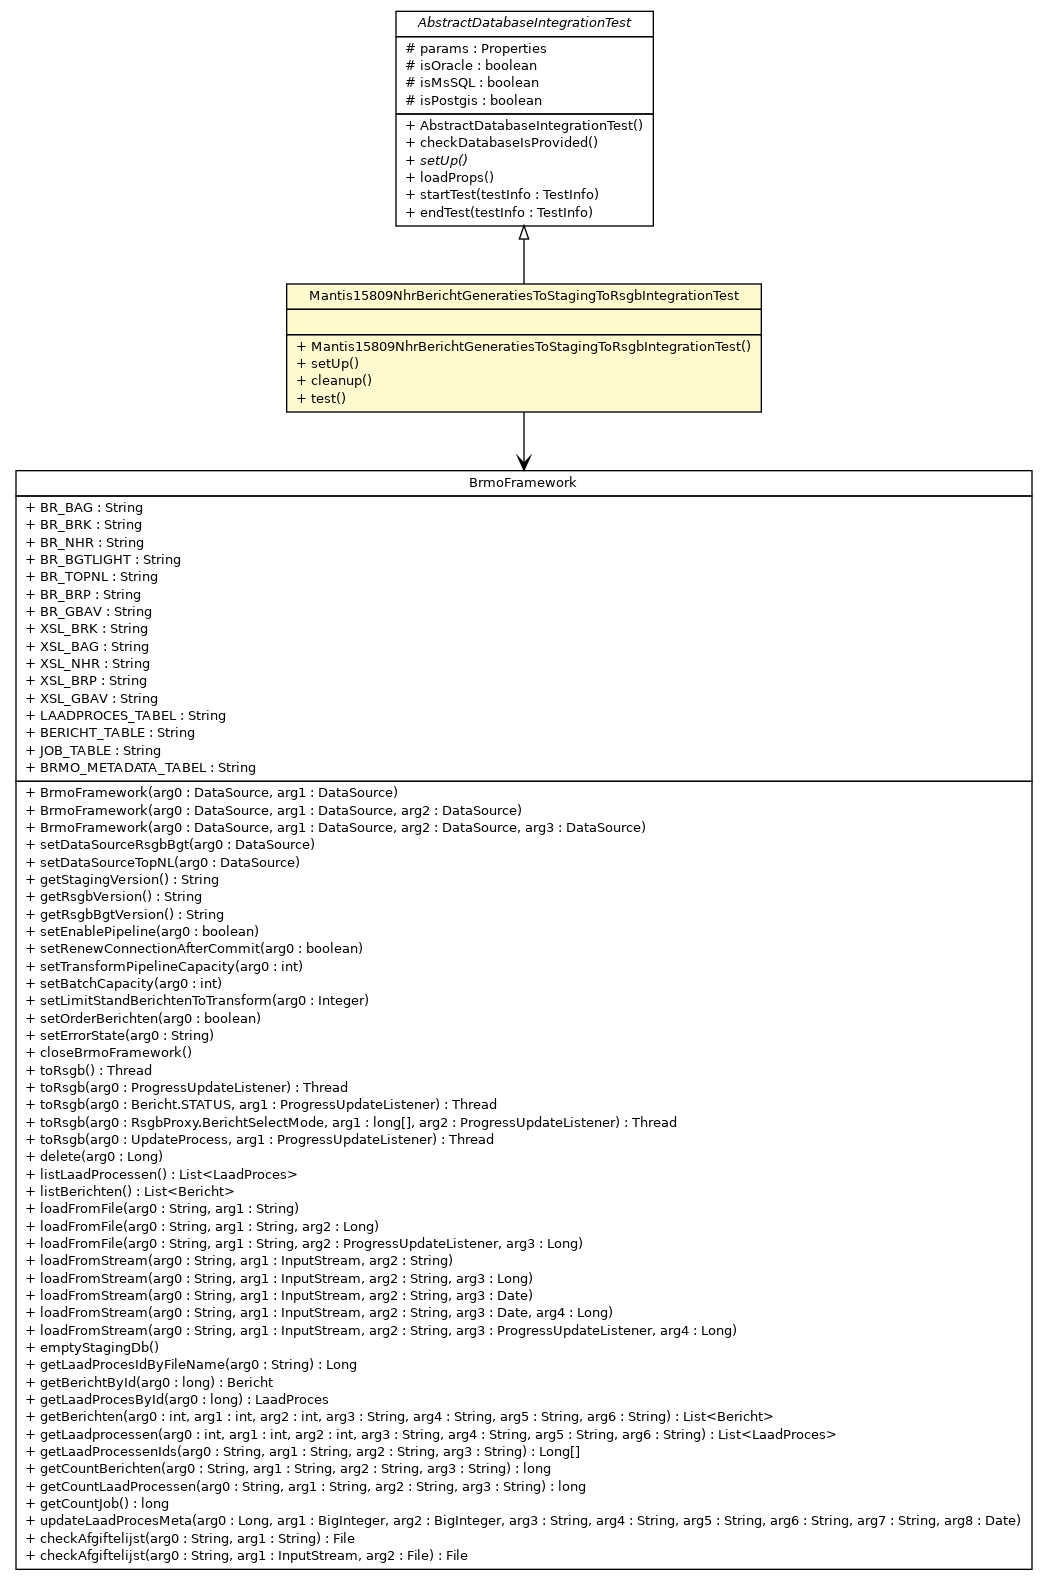 AbstractDatabaseIntegrationTest
# params : Properties
# isOracle : boolean
# isMsSQL : boolean
# isPostgis : boolean
+ AbstractDatabaseIntegrationTest()
+ checkDatabaseIsProvided()
+ setUp()
+ loadProps()
+ startTest(testInfo : TestInfo)
+ endTest(testInfo : TestInfo)
Mantis15809NhrBerichtGeneratiesToStagingToRsgbIntegrationTest
+ Mantis15809NhrBerichtGeneratiesToStagingToRsgbIntegrationTest()
+ setUp()
+ cleanup()
+ test()
BrmoFramework
+ BR_BAG : String
+ BR_BRK : String
+ BR_NHR : String
+ BR_BGTLIGHT : String
+ BR_TOPNL : String
+ BR_BRP : String
+ BR_GBAV : String
+ XSL_BRK : String
+ XSL_BAG : String
+ XSL_NHR : String
+ XSL_BRP : String
+ XSL_GBAV : String
+ LAADPROCES_TABEL : String
+ BERICHT_TABLE : String
+ JOB_TABLE : String
+ BRMO_METADATA_TABEL : String
+ BrmoFramework(arg0 : DataSource, arg1 : DataSource)
+ BrmoFramework(arg0 : DataSource, arg1 : DataSource, arg2 : DataSource)
+ BrmoFramework(arg0 : DataSource, arg1 : DataSource, arg2 : DataSource, arg3 : DataSource)
+ setDataSourceRsgbBgt(arg0 : DataSource)
+ setDataSourceTopNL(arg0 : DataSource)
+ getStagingVersion() : String
+ getRsgbVersion() : String
+ getRsgbBgtVersion() : String
+ setEnablePipeline(arg0 : boolean)
+ setRenewConnectionAfterCommit(arg0 : boolean)
+ setTransformPipelineCapacity(arg0 : int)
+ setBatchCapacity(arg0 : int)
+ setLimitStandBerichtenToTransform(arg0 : Integer)
+ setOrderBerichten(arg0 : boolean)
+ setErrorState(arg0 : String)
+ closeBrmoFramework()
+ toRsgb() : Thread
+ toRsgb(arg0 : ProgressUpdateListener) : Thread
+ toRsgb(arg0 : Bericht.STATUS, arg1 : ProgressUpdateListener) : Thread
+ toRsgb(arg0 : RsgbProxy.BerichtSelectMode, arg1 : long[], arg2 : ProgressUpdateListener) : Thread
+ toRsgb(arg0 : UpdateProcess, arg1 : ProgressUpdateListener) : Thread
+ delete(arg0 : Long)
+ listLaadProcessen() : List<LaadProces>
+ listBerichten() : List<Bericht>
+ loadFromFile(arg0 : String, arg1 : String)
+ loadFromFile(arg0 : String, arg1 : String, arg2 : Long)
+ loadFromFile(arg0 : String, arg1 : String, arg2 : ProgressUpdateListener, arg3 : Long)
+ loadFromStream(arg0 : String, arg1 : InputStream, arg2 : String)
+ loadFromStream(arg0 : String, arg1 : InputStream, arg2 : String, arg3 : Long)
+ loadFromStream(arg0 : String, arg1 : InputStream, arg2 : String, arg3 : Date)
+ loadFromStream(arg0 : String, arg1 : InputStream, arg2 : String, arg3 : Date, arg4 : Long)
+ loadFromStream(arg0 : String, arg1 : InputStream, arg2 : String, arg3 : ProgressUpdateListener, arg4 : Long)
+ emptyStagingDb()
+ getLaadProcesIdByFileName(arg0 : String) : Long
+ getBerichtById(arg0 : long) : Bericht
+ getLaadProcesById(arg0 : long) : LaadProces
+ getBerichten(arg0 : int, arg1 : int, arg2 : int, arg3 : String, arg4 : String, arg5 : String, arg6 : String) : List<Bericht>
+ getLaadprocessen(arg0 : int, arg1 : int, arg2 : int, arg3 : String, arg4 : String, arg5 : String, arg6 : String) : List<LaadProces>
+ getLaadProcessenIds(arg0 : String, arg1 : String, arg2 : String, arg3 : String) : Long[]
+ getCountBerichten(arg0 : String, arg1 : String, arg2 : String, arg3 : String) : long
+ getCountLaadProcessen(arg0 : String, arg1 : String, arg2 : String, arg3 : String) : long
+ getCountJob() : long
+ updateLaadProcesMeta(arg0 : Long, arg1 : BigInteger, arg2 : BigInteger, arg3 : String, arg4 : String, arg5 : String, arg6 : String, arg7 : String, arg8 : Date)
+ checkAfgiftelijst(arg0 : String, arg1 : String) : File
+ checkAfgiftelijst(arg0 : String, arg1 : InputStream, arg2 : File) : File